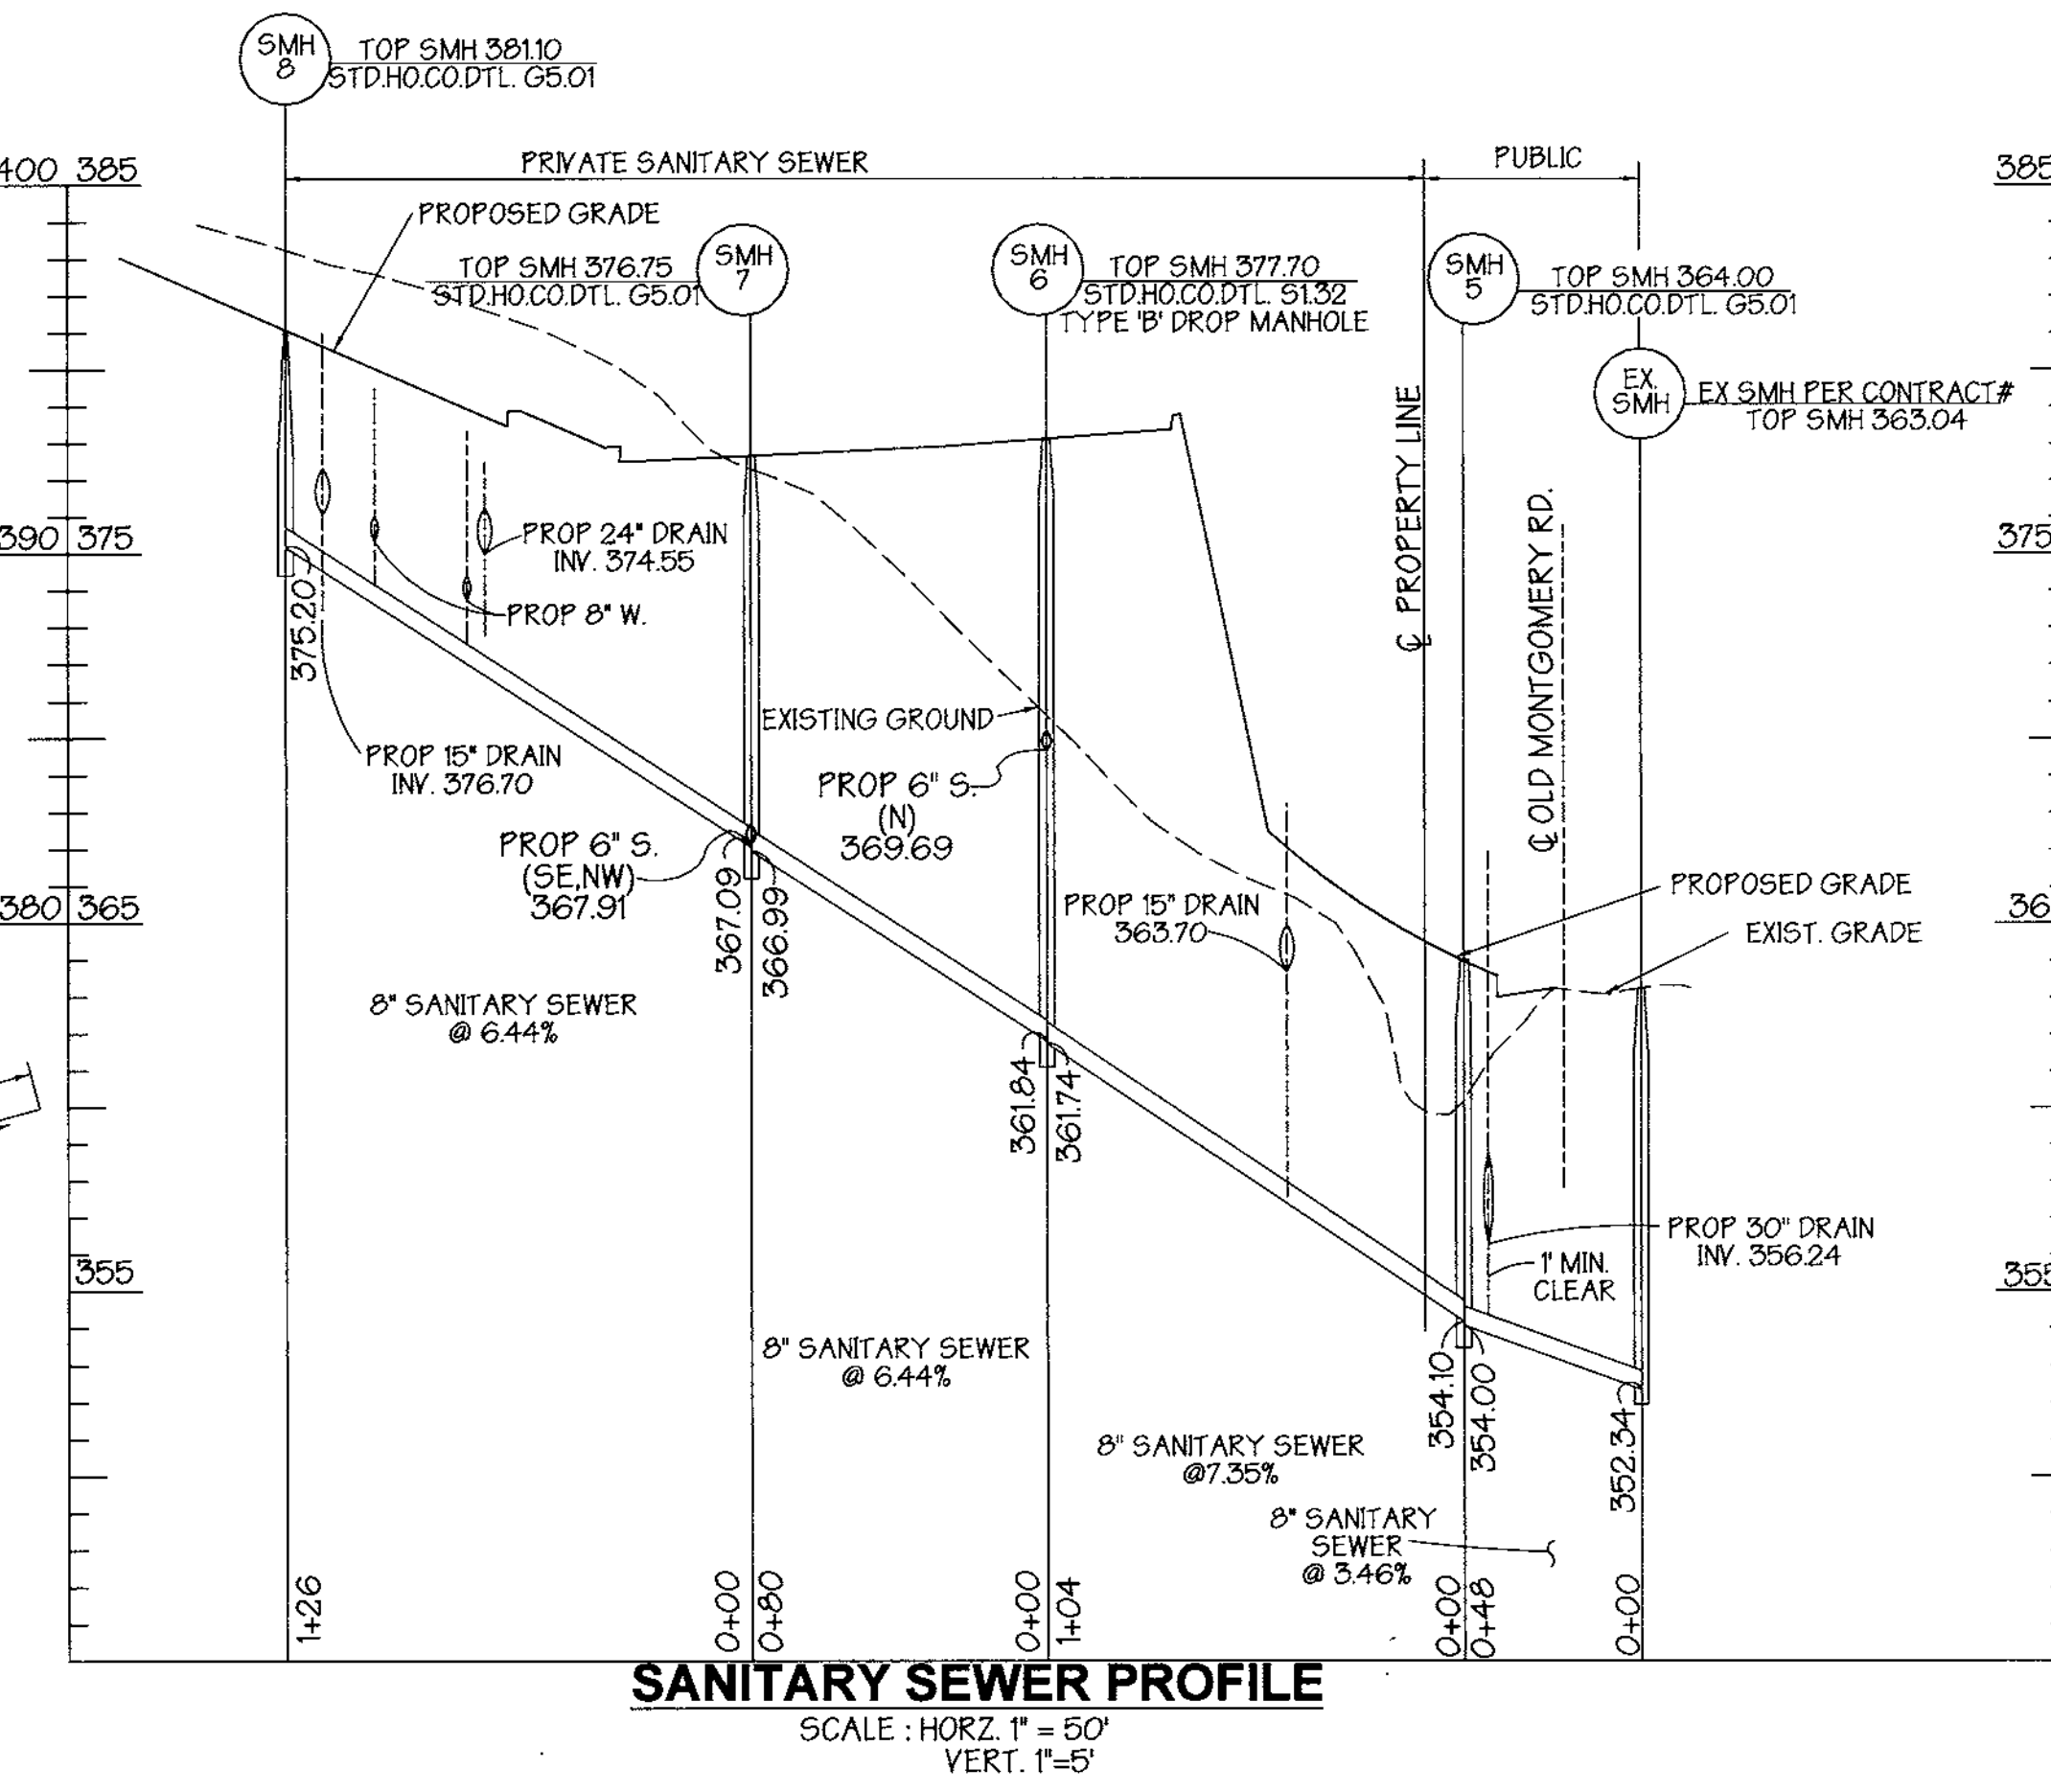 SMH
8
TOP SMH 381.10
STD.HO.CO.DTL. G5.01
PRIVATE SANITARY SEWER
PUBLIC
400 385
385
PROPOSED GRADE
TOP SMH 376.75
STD.HO.CO.DTL. G5.01
SMH
7
SMH
6
TOP SMH 377.70
STD.HO.CO.DTL. S1.32
TYPE 'B' DROP MANHOLE
SMH
5
TOP SMH 364.00
STD.HO.CO.DTL. G5.01
EX.
SMH
EX SMH PER CONTRACT#
TOP SMH 363.04
℄ PROPERTY LINE
℄ OLD MONTGOMERY RD.
390 375
375
PROP 24" DRAIN
INV. 374.55
PROP 8" W.
375.20
PROP 15" DRAIN
INV. 376.70
EXISTING GROUND
PROP 6" S.
(N)
369.69
PROP 6" S.
(SE,NW)
367.91
367.09
366.99
380 365
36
PROP 15" DRAIN
363.70
PROPOSED GRADE
EXIST. GRADE
8" SANITARY SEWER
@ 6.44%
361.84
361.74
PROP 30" DRAIN
INV. 356.24
1' MIN.
CLEAR
355
355
8" SANITARY SEWER
@ 6.44%
354.10
354.00
352.34
8" SANITARY SEWER
@7.35%
8" SANITARY
SEWER
@ 3.46%
1+26
0+00
0+80
0+00
1+04
0+00
0+48
0+00
SANITARY SEWER PROFILE
SCALE : HORZ. 1" = 50'
VERT. 1"=5'